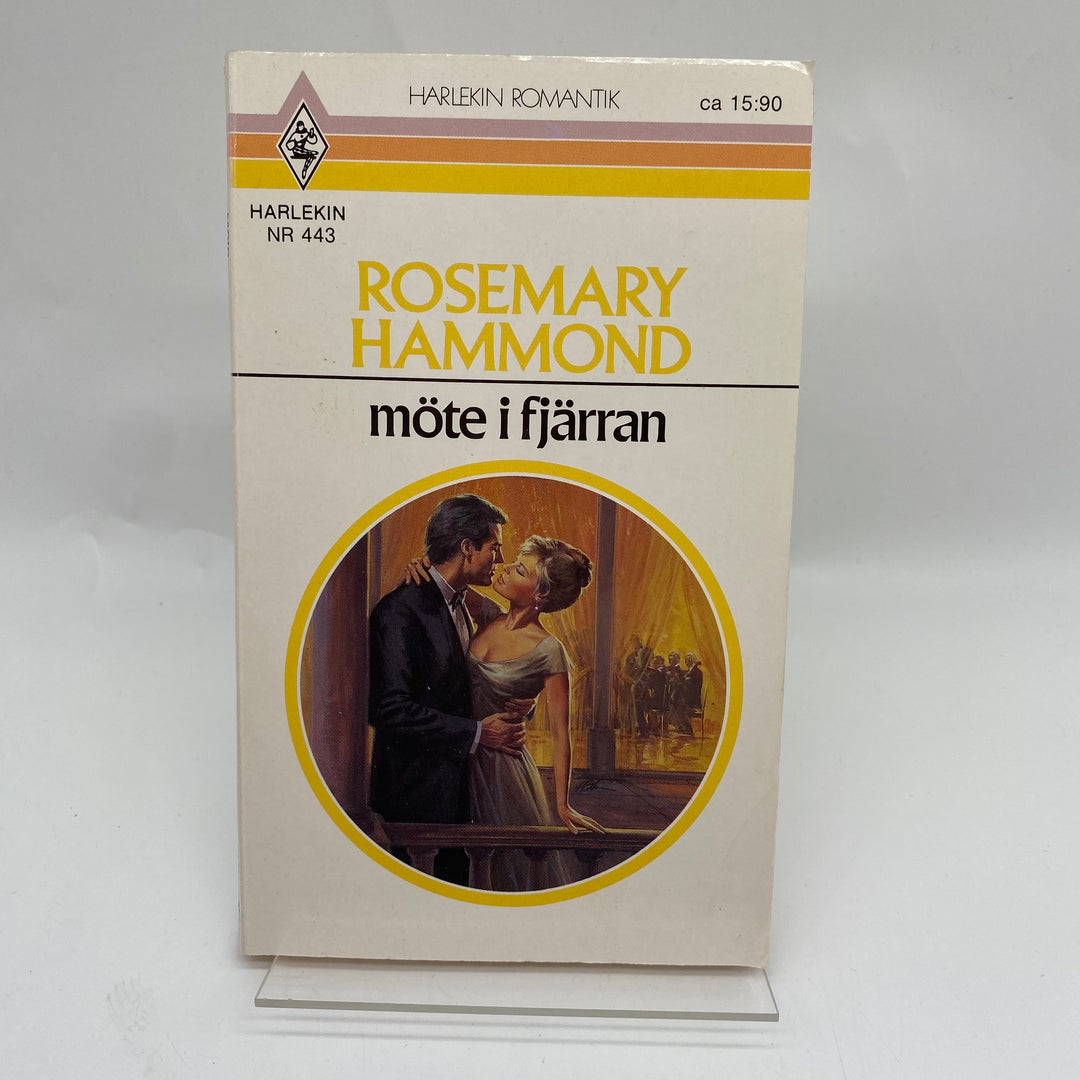 HARLEKIN ROMANTIK
ca 15:90
HARLEKIN
NR 443
ROSEMARY
HAMMOND
möte i fjärran